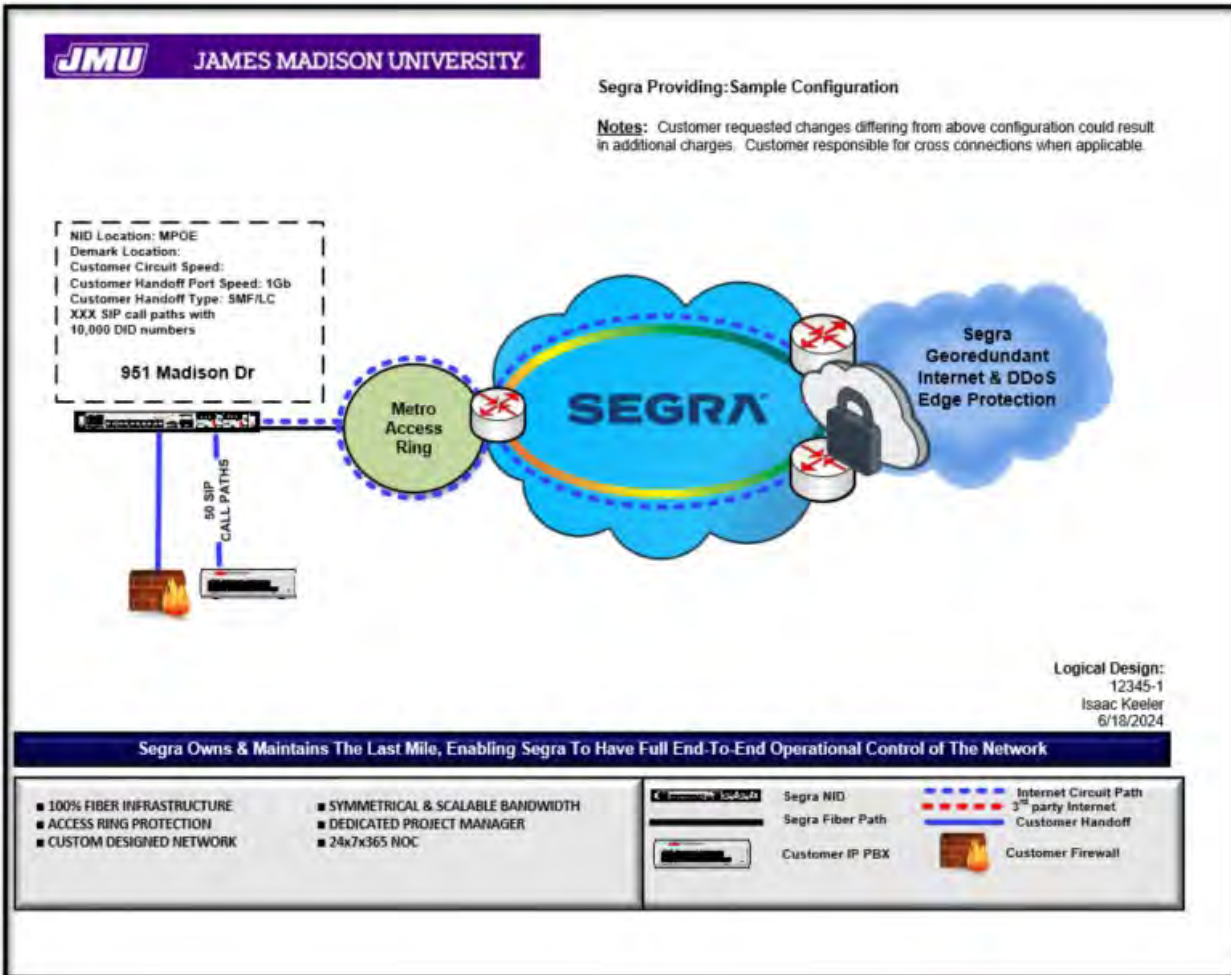 JMU JAMES MADISON UNIVERSITY.
Segra Providing:Sample Configuration
Notes: Customer requested changes differing from above configuration could result
in additional charges. Customer responsible for cross connections when applicable.
NID Location: MPOE
Demark Location:
Customer Circuit Speed:
Customer Handoff Port Speed: 1Gb
Customer Handoff Type: SMF/LC
XXX SIP call paths with
10,000 DID numbers
951 Madison Dr
Metro
Access
Ring
SEGRA
Segra
Georedundant
Internet & DDoS
Edge Protection
50 SIP
CALL PATHS
Logical Design:
12345-1
Isaac Keeler
6/18/2024
Segra Owns & Maintains The Last Mile, Enabling Segra To Have Full End-To-End Operational Control of The Network
■ 100% FIBER INFRASTRUCTURE
■ ACCESS RING PROTECTION
■ CUSTOM DESIGNED NETWORK
■ SYMMETRICAL & SCALABLE BANDWIDTH
■ DEDICATED PROJECT MANAGER
■ 24x7x365 NOC
Segra NID
Segra Fiber Path
Customer IP PBX
Internet Circuit Path
3rd party Internet
Customer Handoff
Customer Firewall